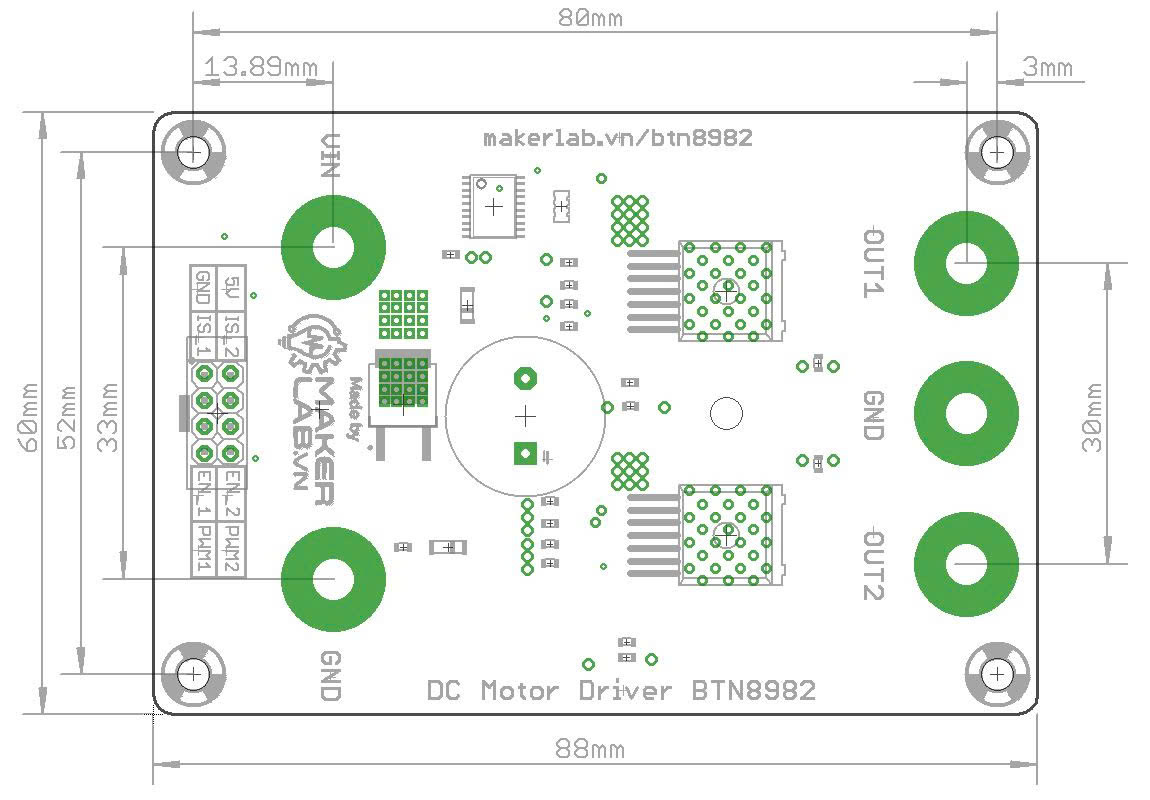 80mm
13.89mm
3mm
makerlab.vn/btn8982
VIN
OUT1
GND 5V
IS_1 IS_2
60mm
52mm
33mm
MAKER
LAB.VN
Made by
GND
30mm
EN_1 EN_2
PWM1 PWM2
OUT2
GND
DC Motor Driver BTN8982
88mm